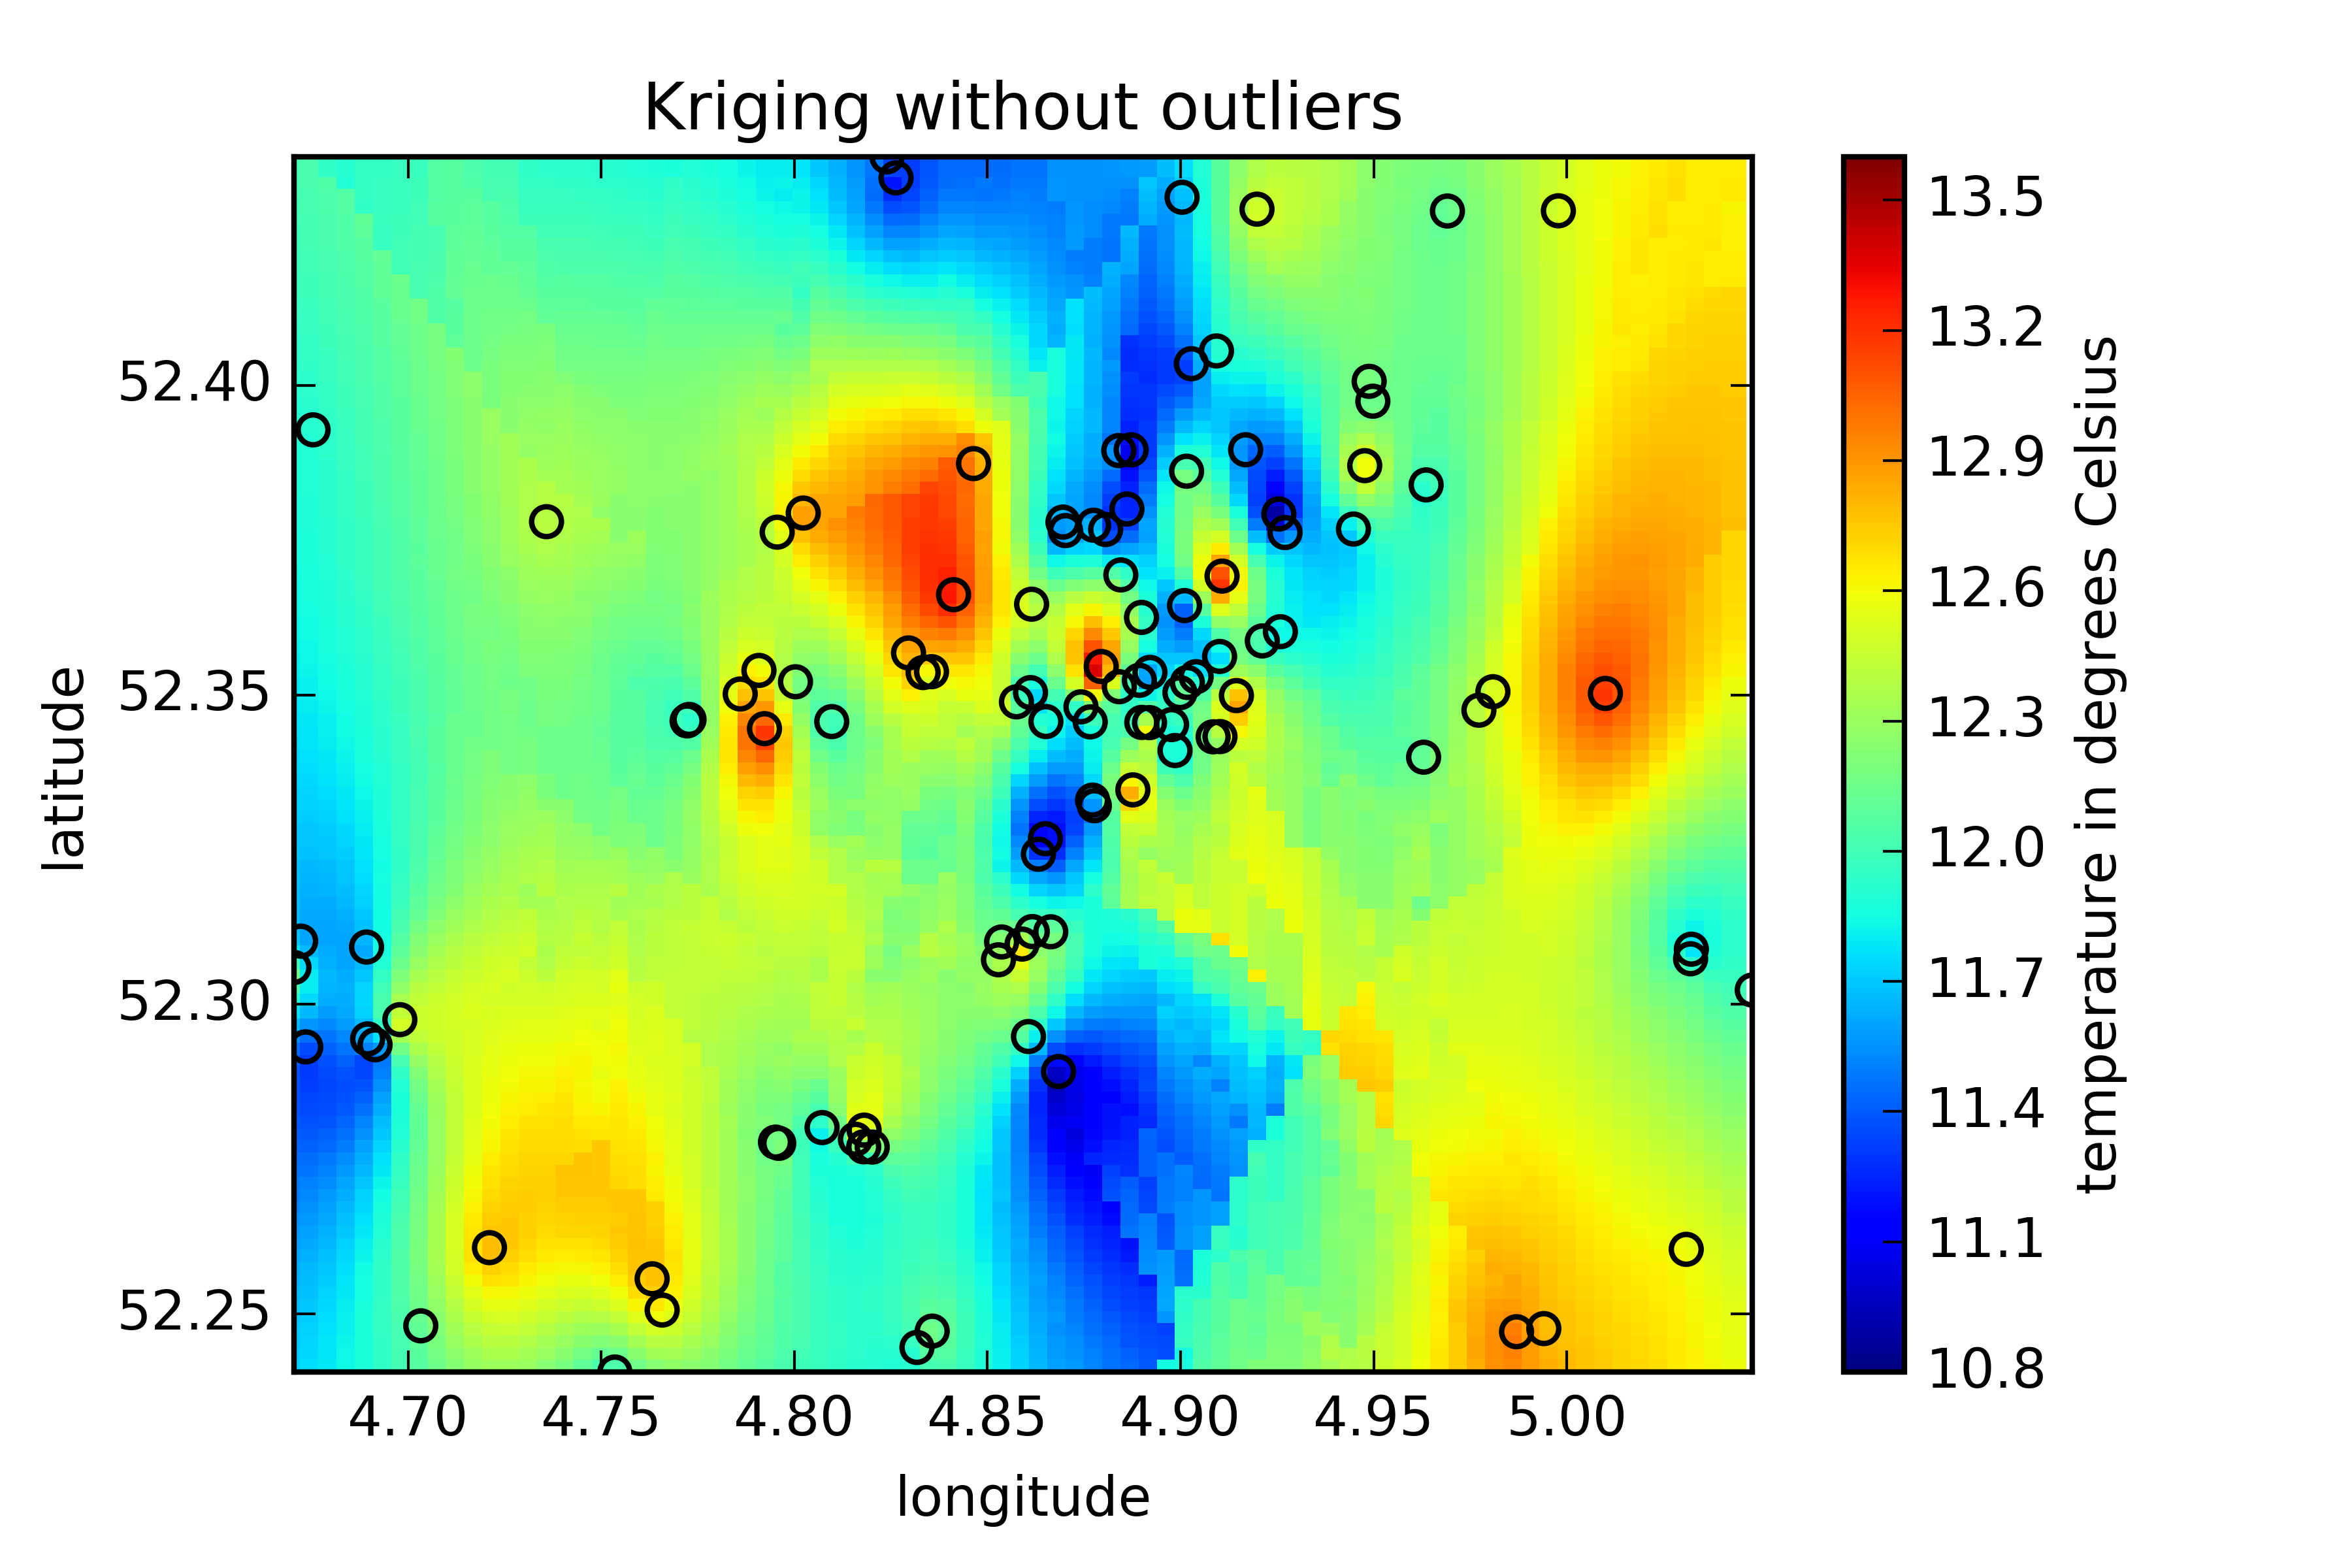 Kriging without outliers
52.40
52.35
52.30
52.25
latitude
4.70 4.75 4.80 4.85 4.90 4.95 5.00
longitude
13.5
13.2
12.9
12.6
12.3
12.0
11.7
11.4
11.1
10.8
temperature in degrees Celsius